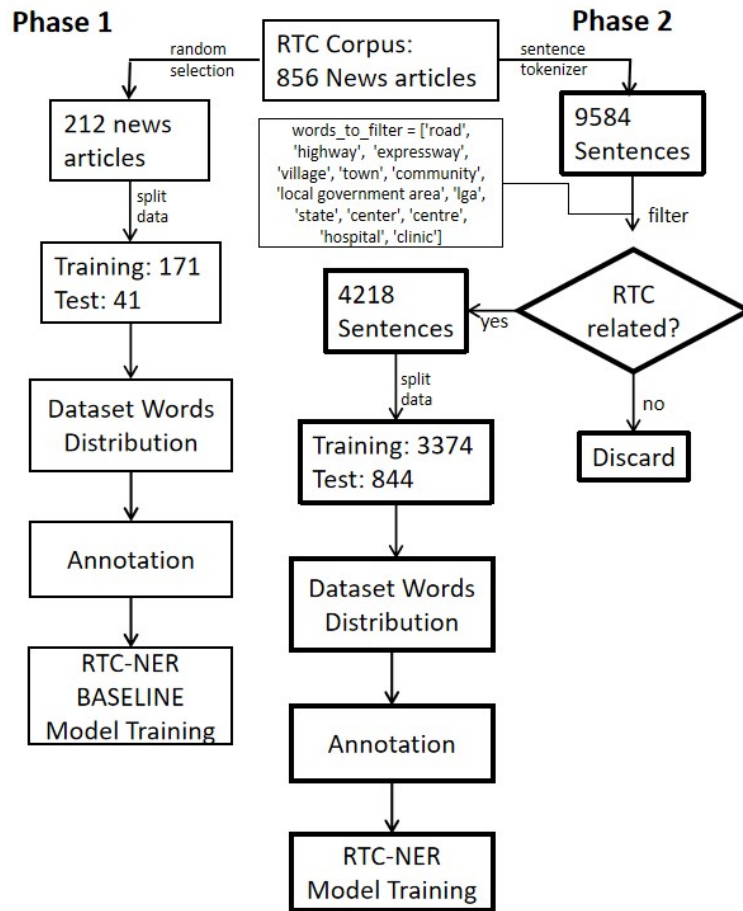 Phase 1
Phase 2
RTC Corpus:
856 News articles
random
selection
sentence
tokenizer
212 news
articles
9584
Sentences
words_to_filter = ['road',
'highway', 'expressway',
'village', 'town', 'community',
'local government area', 'lga',
'state', 'center', 'centre',
'hospital', 'clinic']
split
data
filter
Training: 171
Test: 41
4218
Sentences
yes
RTC
related?
split
data
no
Dataset Words
Distribution
Training: 3374
Test: 844
Discard
Annotation
Dataset Words
Distribution
RTC-NER
BASELINE
Model Training
Annotation
RTC-NER
Model Training